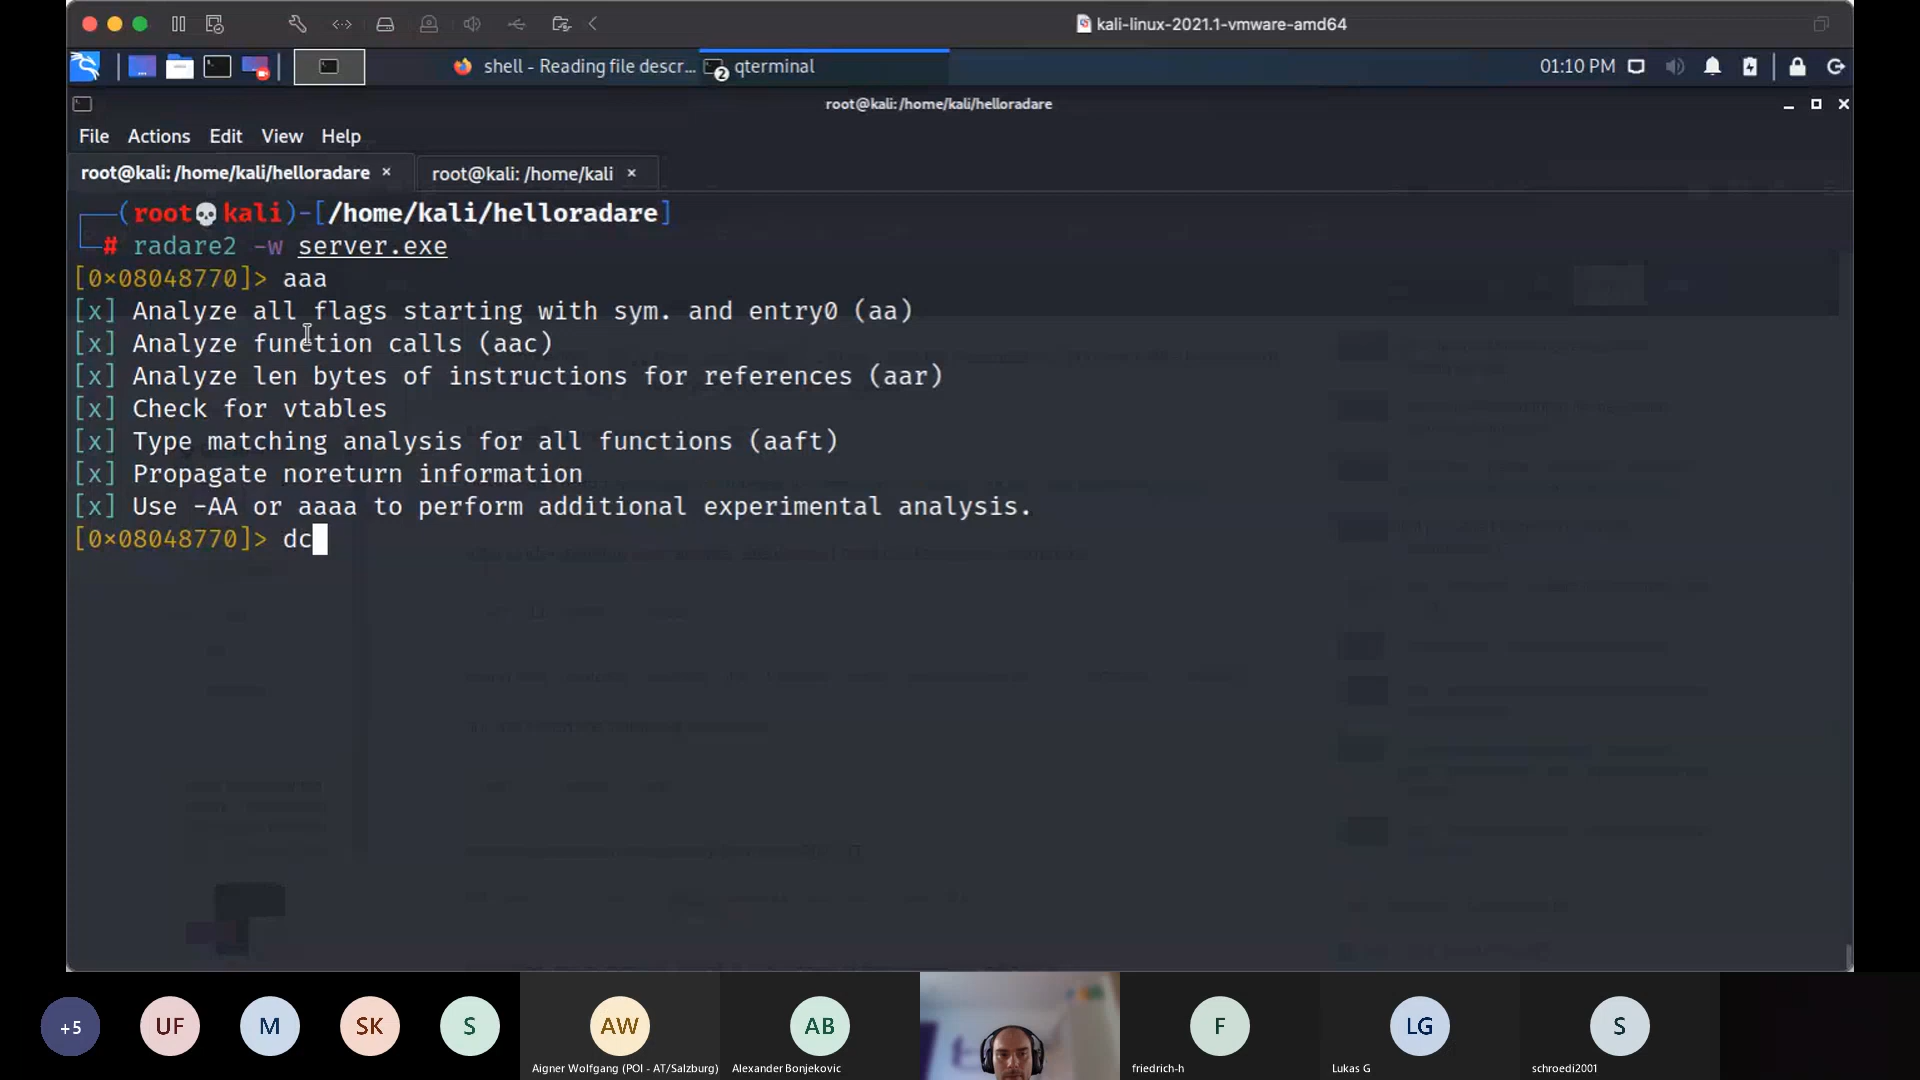 kali-linux-2021.1-vmware-amd64
shell - Reading file descr...
2
qterminal
01:10 PM
root@kali:/home/kali/helloradare
File Actions Edit View Help
root@kali: /home/kali/helloradare ×
root@kali: /home/kali ×
(root💀kali)-[/home/kali/helloradare]
# radare2 -w server.exe
[0×08048770]> aaa
[x] Analyze all flags starting with sym. and entry0 (aa)
[x] Analyze function calls (aac)
[x] Analyze len bytes of instructions for references (aar)
[x] Check for vtables
[x] Type matching analysis for all functions (aaft)
[x] Propagate noreturn information
[x] Use -AA or aaaa to perform additional experimental analysis.
[0×08048770]> dc
+5
UF
M
SK
S
AW
AB
F
LG
S
Aigner Wolfgang (POI - AT/Salzburg)
Alexander Bonjekovic
friedrich-h
Lukas G
schroedi2001